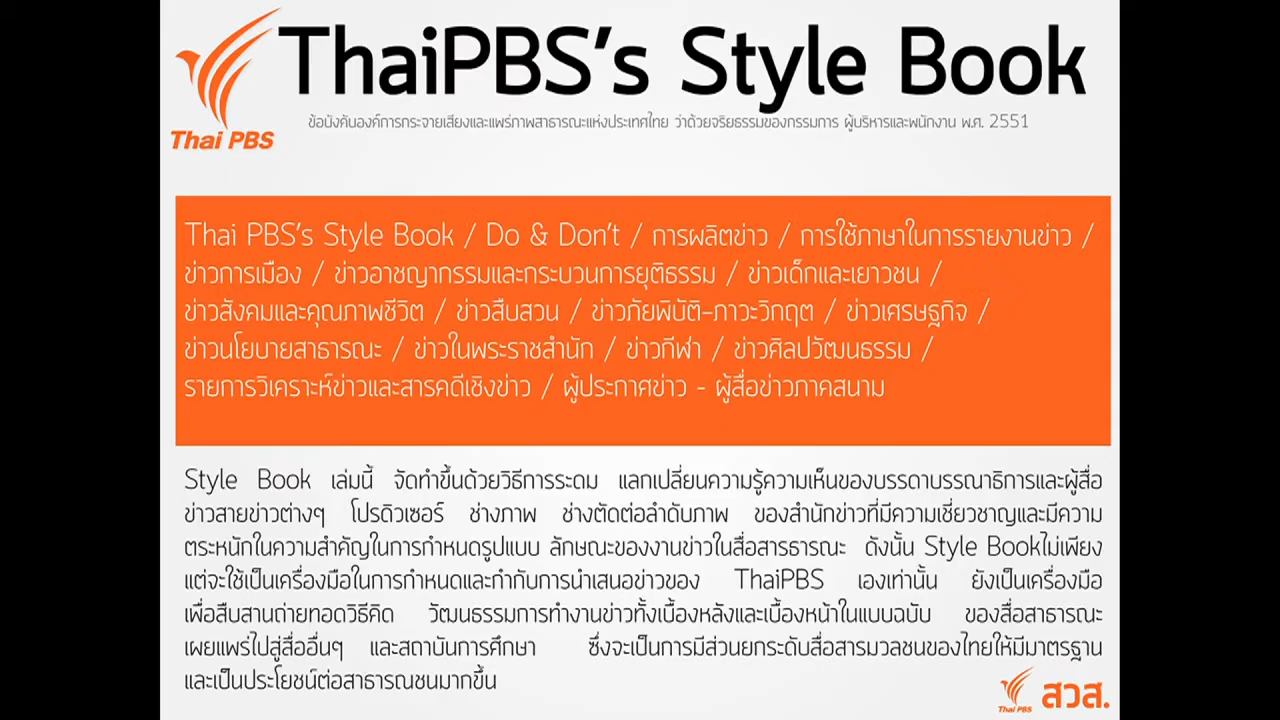 ThaiPBS's Style Book
Thai PBS
ข้อบังคับองค์การกระจายเสียงและแพร่ภาพสาธารณะแห่งประเทศไทย ว่าด้วยจริยธรรมของกรรมการ ผู้บริหารและพนักงาน พ.ศ. 2551
Thai PBS's Style Book / Do & Don't / การผลิตข่าว / การใช้ภาษาในการรายงานข่าว /
ข่าวการเมือง / ข่าวอาชญากรรมและกระบวนการยุติธรรม / ข่าวเด็กและเยาวชน /
ข่าวสังคมและคุณภาพชีวิต / ข่าวสืบสวน / ข่าวภัยพิบัติ-ภาวะวิกฤต / ข่าวเศรษฐกิจ /
ข่าวนโยบายสาธารณะ / ข่าวในพระราชสำนัก / ข่าวกีฬา / ข่าวศิลปวัฒนธรรม /
รายการวิเคราะห์ข่าวและสารคดีเชิงข่าว / ผู้ประกาศข่าว - ผู้สื่อข่าวภาคสนาม
Style Book เล่มนี้ จัดทำขึ้นด้วยวิธีการระดม แลกเปลี่ยนความรู้ความเห็นของบรรดาบรรณาธิการและผู้สื่อ
ข่าวสายข่าวต่างๆ โปรดิวเซอร์ ช่างภาพ ช่างตัดต่อลำดับภาพ ของสำนักข่าวที่มีความเชี่ยวชาญและมีความ
ตระหนักในความสำคัญในการกำหนดรูปแบบ ลักษณะของงานข่าวในสื่อสารธารณะ ดังนั้น Style Bookไม่เพียง
แต่จะใช้เป็นเครื่องมือในการกำหนดและกำกับการนำเสนอข่าวของ ThaiPBS เองเท่านั้น ยังเป็นเครื่องมือ
เพื่อสืบสานถ่ายทอดวิธีคิด วัฒนธรรมการทำงานข่าวทั้งเบื้องหลังและเบื้องหน้าในแบบฉบับ ของสื่อสาธารณะ
เผยแพร่ไปสู่สื่ออื่นๆ และสถาบันการศึกษา ซึ่งจะเป็นการมีส่วนยกระดับสื่อสารมวลชนของไทยให้มีมาตรฐาน
และเป็นประโยชน์ต่อสาธารณชนมากขึ้น
Thai PBS สวส.